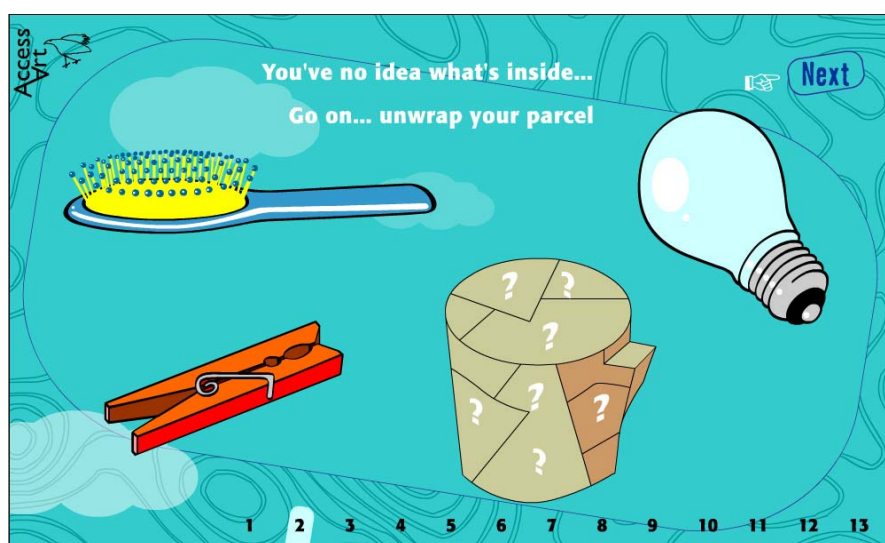 Access
Art
You've no idea what's inside...
Next
Go on... unwrap your parcel
? ?
?
? ? ?
?
1 2 3 4 5 6 7 8 9 10 11 12 13